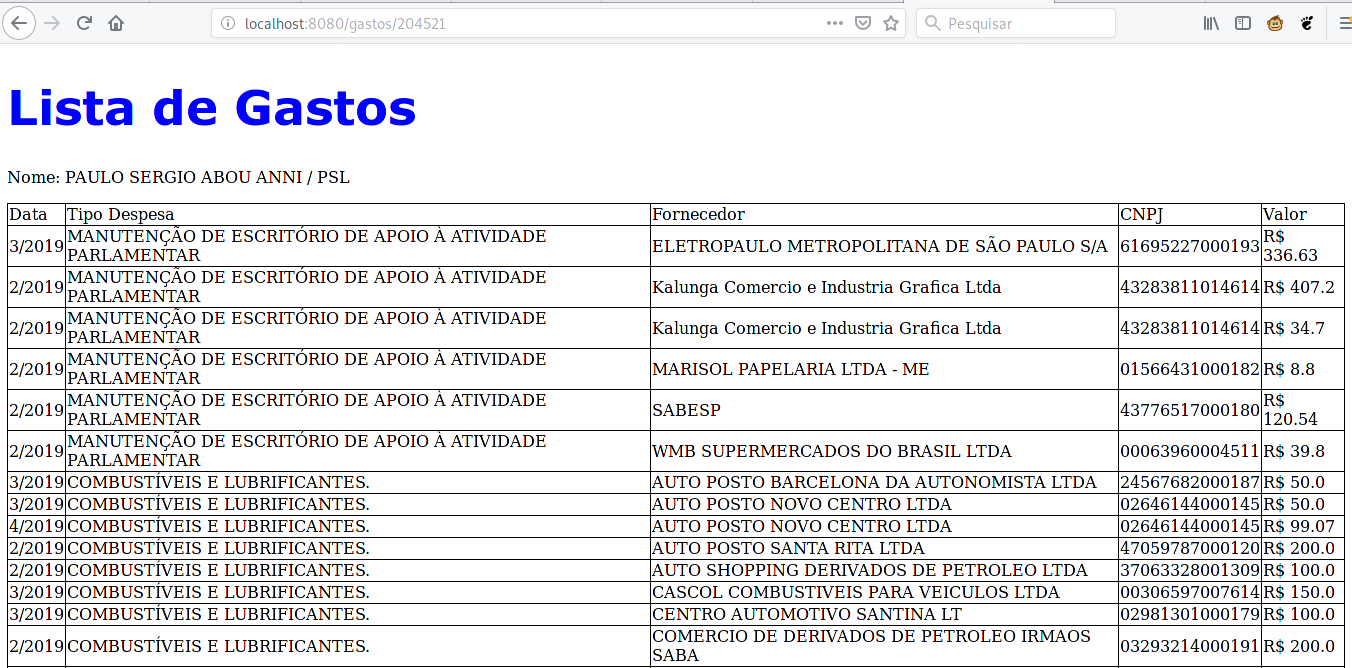 localhost:8080/gastos/204521
Pesquisar
Lista de Gastos
Nome: PAULO SERGIO ABOU ANNI / PSL
Data Tipo Despesa Fornecedor CNPJ Valor
3/2019 MANUTENÇÃO DE ESCRITÓRIO DE APOIO À ATIVIDADE
PARLAMENTAR ELETROPAULO METROPOLITANA DE SÃO PAULO S/A 61695227000193 R$
336.63
2/2019 MANUTENÇÃO DE ESCRITÓRIO DE APOIO À ATIVIDADE
PARLAMENTAR Kalunga Comercio e Industria Grafica Ltda 43283811014614 R$ 407.2
2/2019 MANUTENÇÃO DE ESCRITÓRIO DE APOIO À ATIVIDADE
PARLAMENTAR Kalunga Comercio e Industria Grafica Ltda 43283811014614 R$ 34.7
2/2019 MANUTENÇÃO DE ESCRITÓRIO DE APOIO À ATIVIDADE
PARLAMENTAR MARISOL PAPELARIA LTDA - ME 01566431000182 R$ 8.8
2/2019 MANUTENÇÃO DE ESCRITÓRIO DE APOIO À ATIVIDADE
PARLAMENTAR SABESP 43776517000180 R$
120.54
2/2019 MANUTENÇÃO DE ESCRITÓRIO DE APOIO À ATIVIDADE
PARLAMENTAR WMB SUPERMERCADOS DO BRASIL LTDA 00063960004511 R$ 39.8
3/2019 COMBUSTÍVEIS E LUBRIFICANTES. AUTO POSTO BARCELONA DA AUTONOMISTA LTDA 24567682000187 R$ 50.0
3/2019 COMBUSTÍVEIS E LUBRIFICANTES. AUTO POSTO NOVO CENTRO LTDA 02646144000145 R$ 50.0
4/2019 COMBUSTÍVEIS E LUBRIFICANTES. AUTO POSTO NOVO CENTRO LTDA 02646144000145 R$ 99.07
2/2019 COMBUSTÍVEIS E LUBRIFICANTES. AUTO POSTO SANTA RITA LTDA 47059787000120 R$ 200.0
2/2019 COMBUSTÍVEIS E LUBRIFICANTES. AUTO SHOPPING DERIVADOS DE PETROLEO LTDA 37063328001309 R$ 100.0
3/2019 COMBUSTÍVEIS E LUBRIFICANTES. CASCOL COMBUSTIVEIS PARA VEICULOS LTDA 00306597007614 R$ 150.0
3/2019 COMBUSTÍVEIS E LUBRIFICANTES. CENTRO AUTOMOTIVO SANTINA LT 02981301000179 R$ 100.0
2/2019 COMBUSTÍVEIS E LUBRIFICANTES. COMERCIO DE DERIVADOS DE PETROLEO IRMAOS
SABA 03293214000191 R$ 200.0